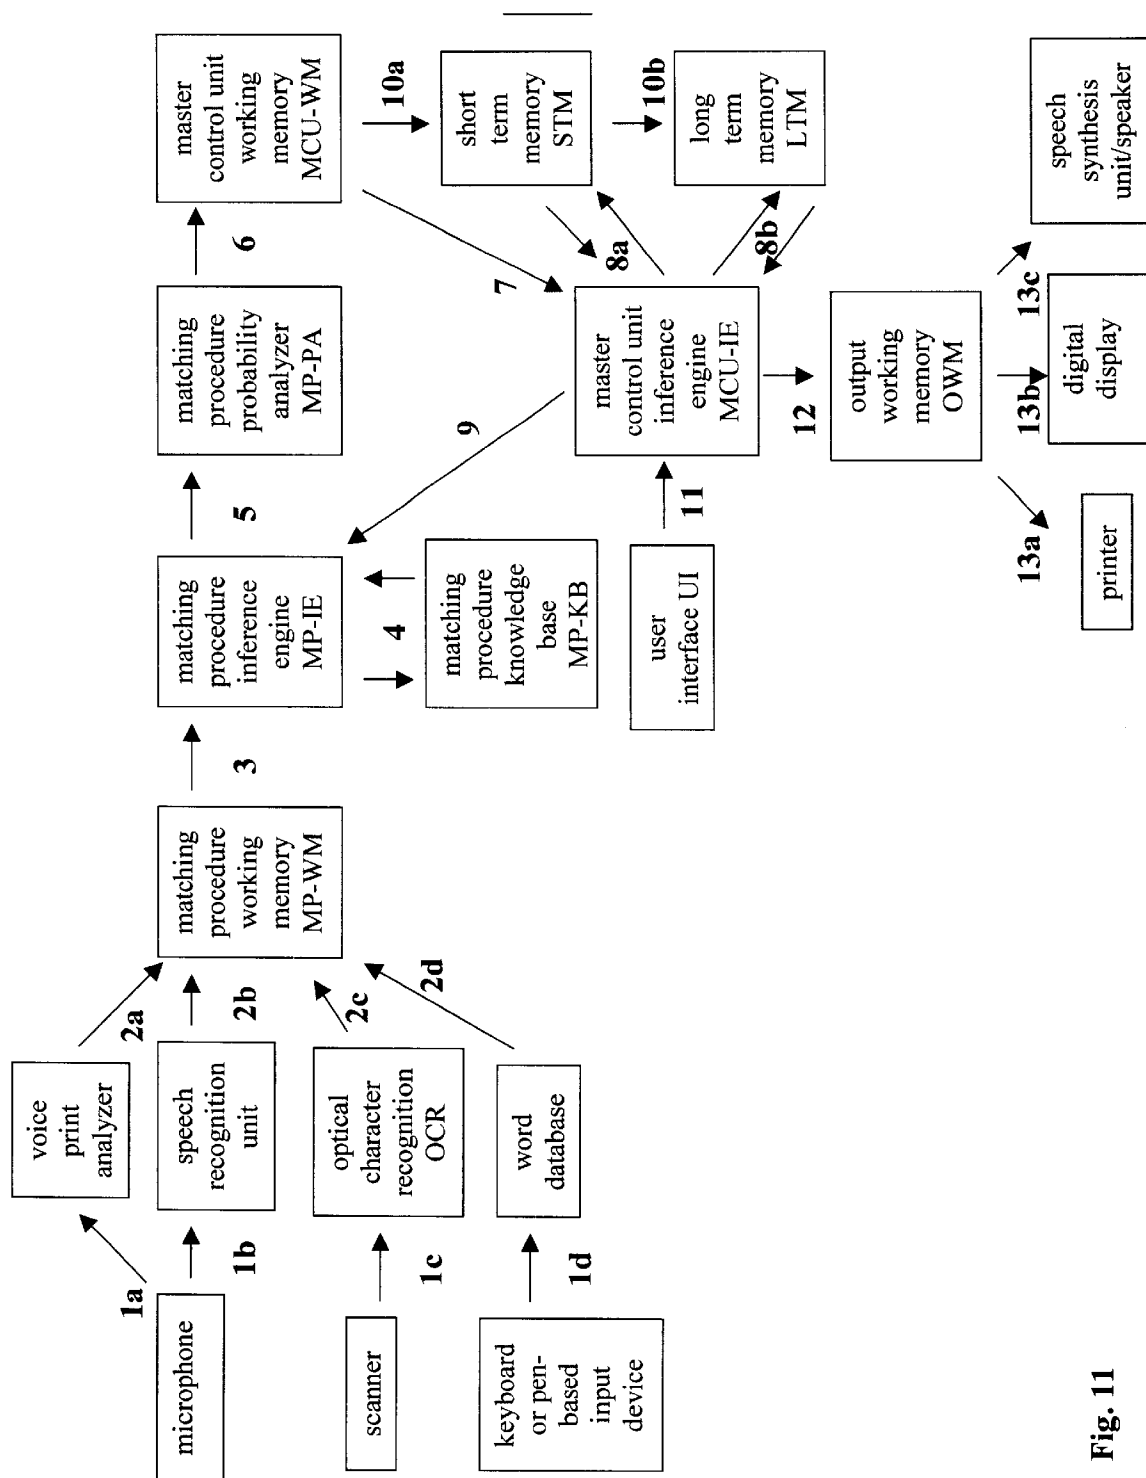 microphone
scanner
keyboard
or pen-
based
input
device
1a
1b
1c
1d
voice
print
analyzer
speech
recognition
unit
optical
character
recognition
OCR
word
database
2a
2b
2c
2d
matching
procedure
working
memory
MP-WM
3
matching
procedure
inference
engine
MP-IE
4
matching
procedure
knowledge
base
MP-KB
5
matching
procedure
probability
analyzer
MP-PA
6
master
control unit
working
memory
MCU-WM
7
9
10a
short
term
memory
STM
10b
long
term
memory
LTM
8a
8b
user
interface UI
11
master
control unit
inference
engine
MCU-IE
12
output
working
memory
OWM
13a
13b
13c
printer
digital
display
speech
synthesis
unit/speaker
Fig. 11